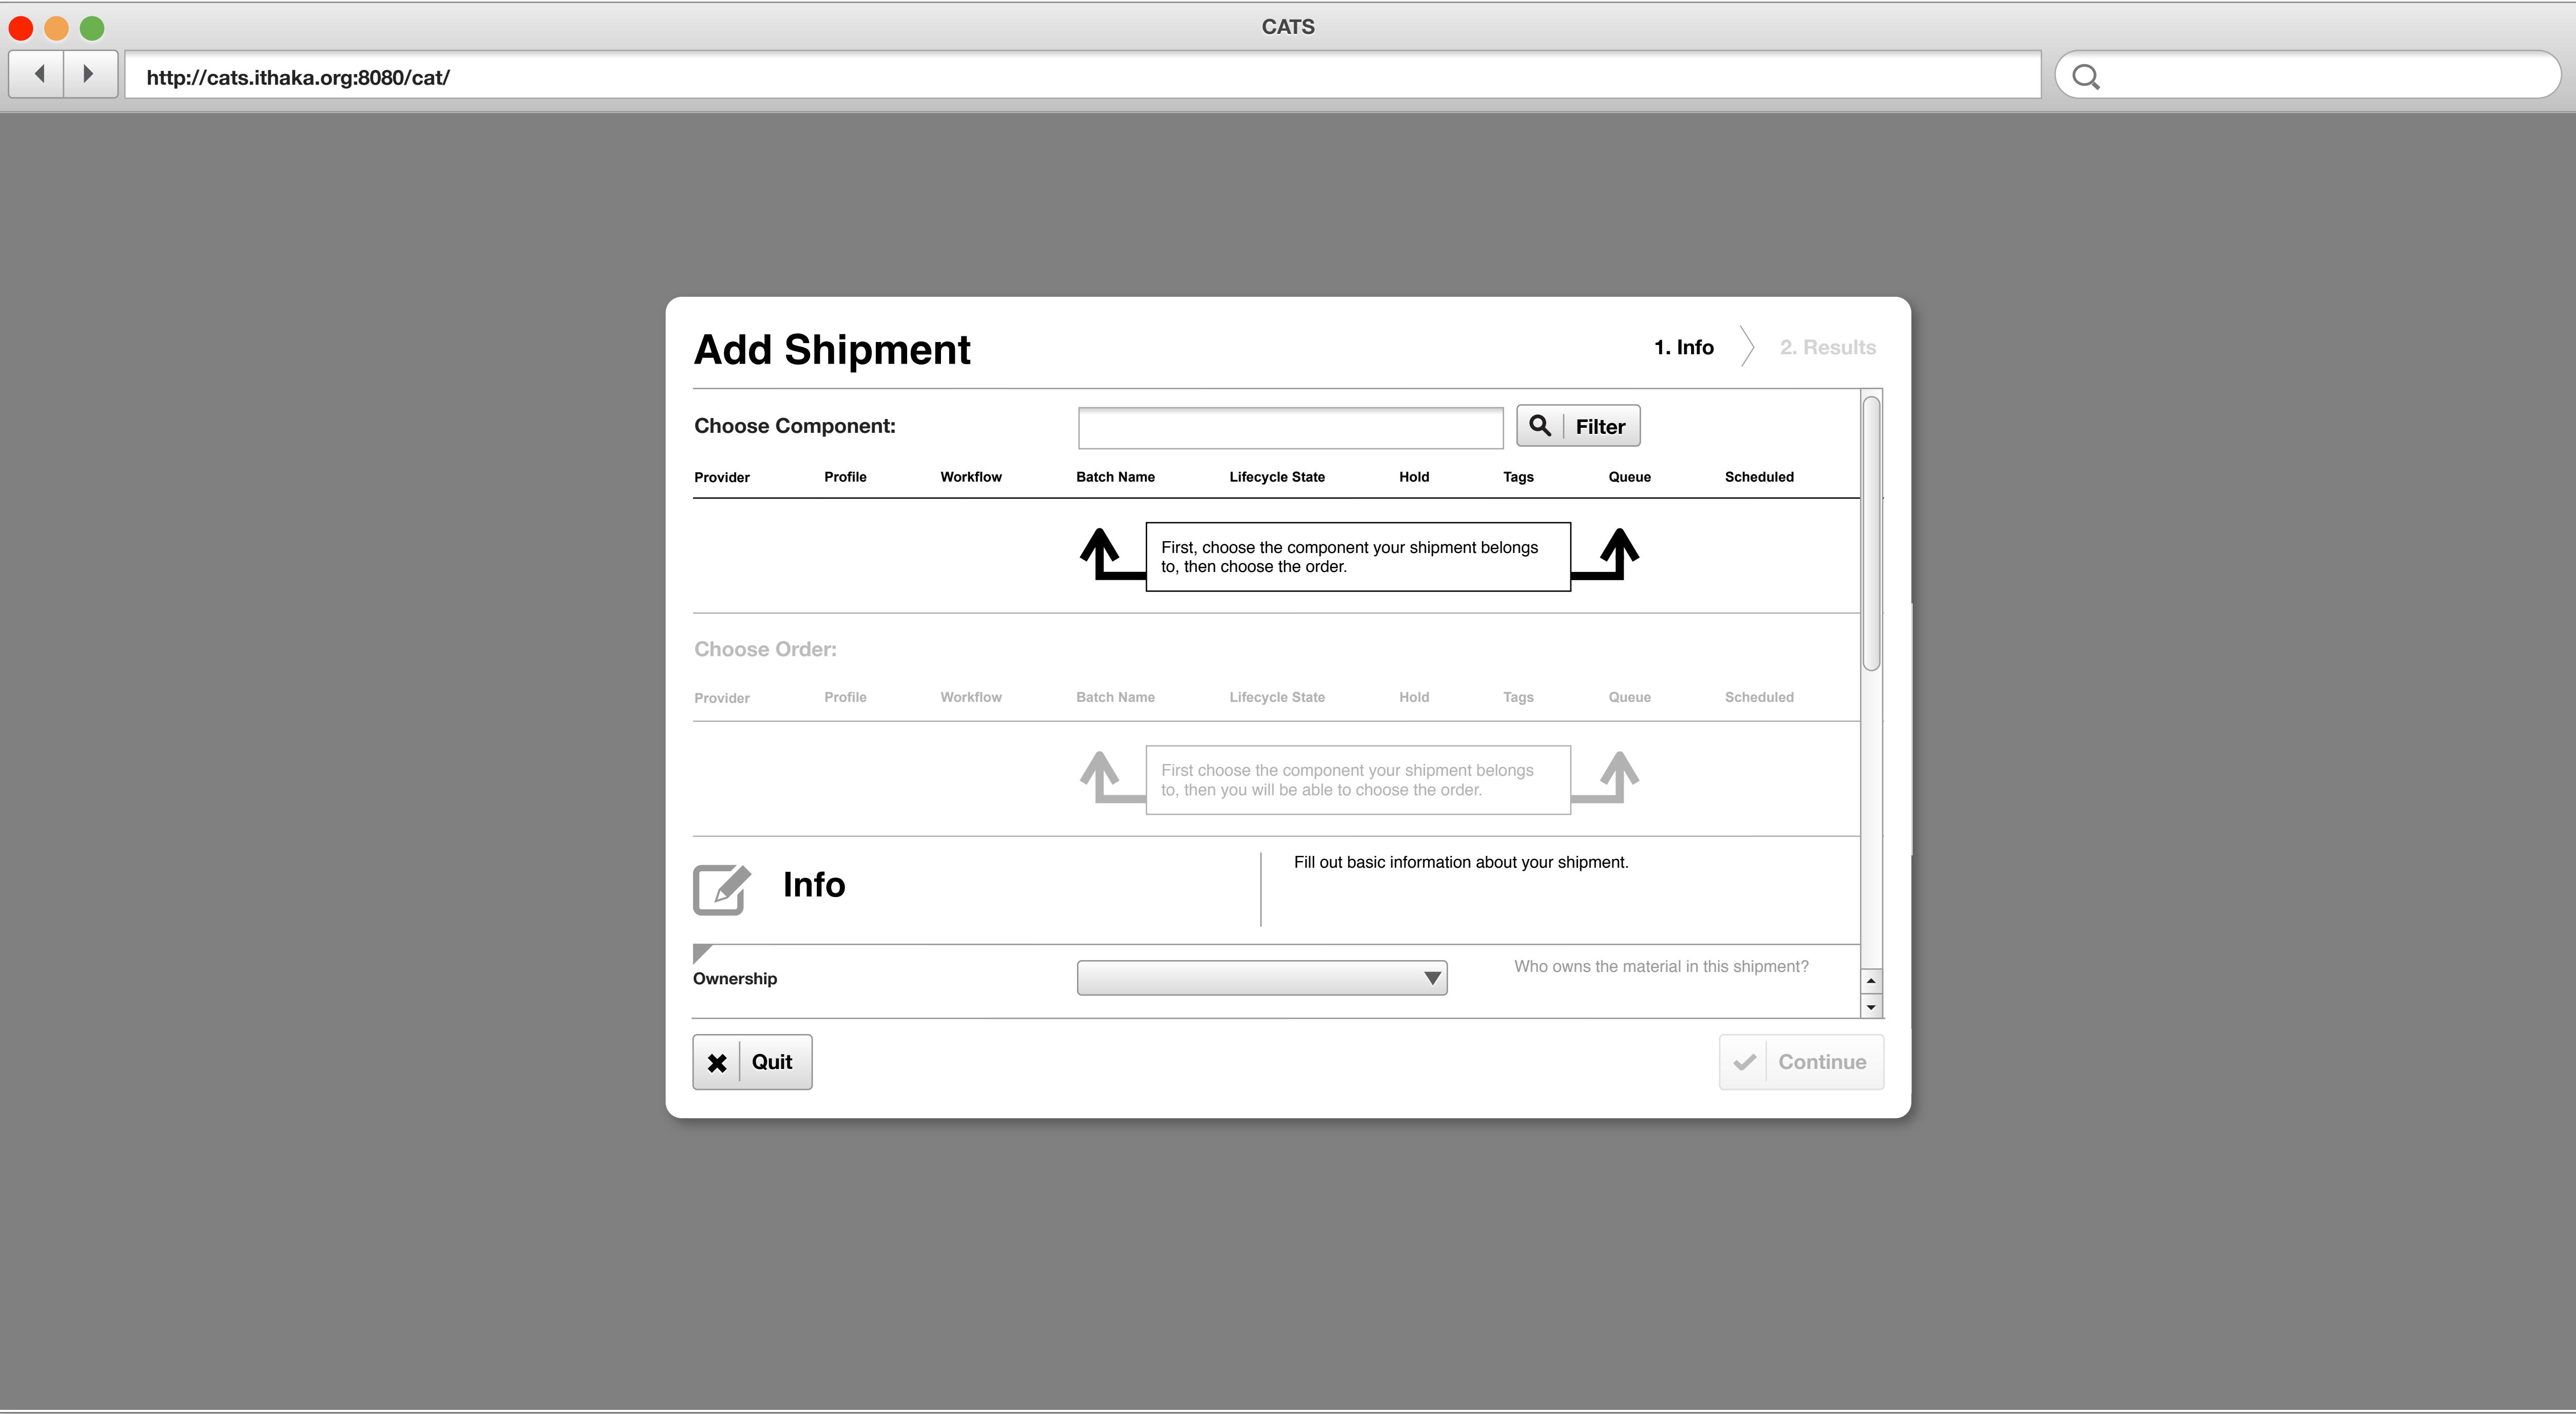 CATS
http://cats.ithaka.org:8080/cat/
Add Shipment
1. Info
2. Results
Choose Component:
Filter
Provider Profile Workflow Batch Name Lifecycle State Hold Tags Queue Scheduled
First, choose the component your shipment belongs
to, then choose the order.
Choose Order:
Provider Profile Workflow Batch Name Lifecycle State Hold Tags Queue Scheduled
First choose the component your shipment belongs
to, then you will be able to choose the order.
Info
Fill out basic information about your shipment.
Ownership
Who owns the material in this shipment?
Quit
Continue